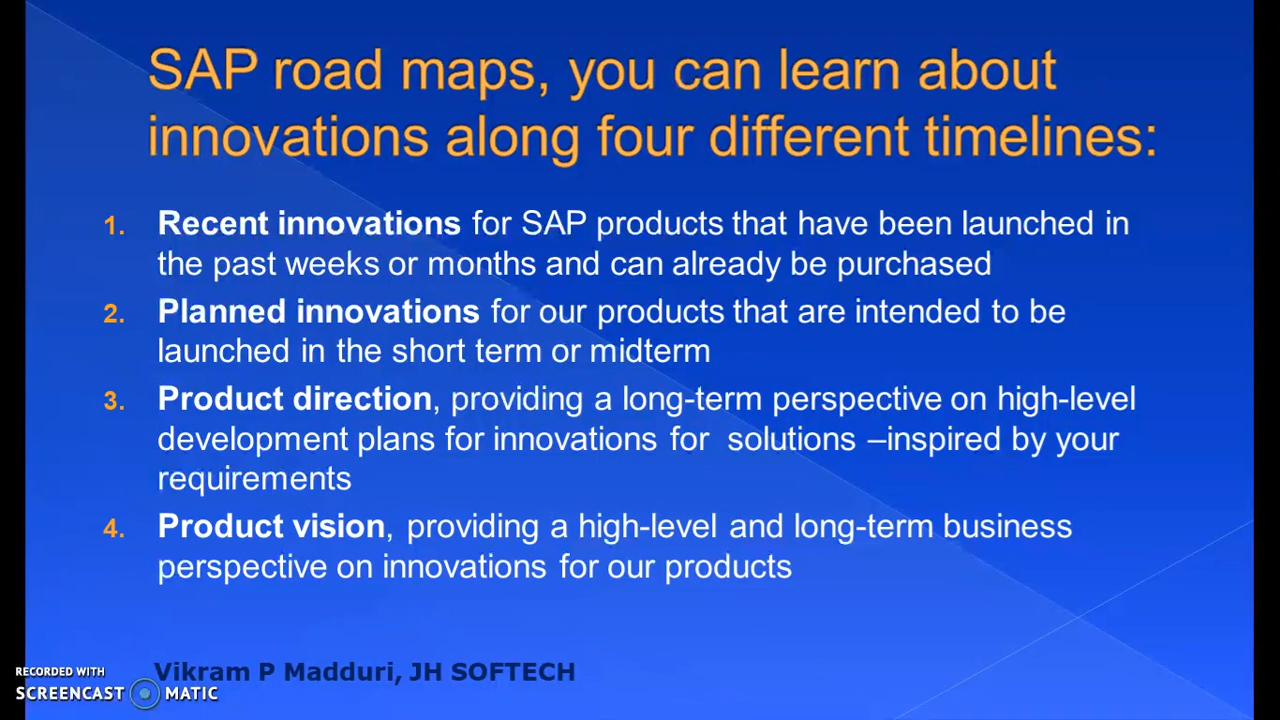 SAP road maps, you can learn about
innovations along four different timelines:
1. Recent innovations for SAP products that have been launched in
the past weeks or months and can already be purchased
2. Planned innovations for our products that are intended to be
launched in the short term or midterm
3. Product direction, providing a long-term perspective on high-level
development plans for innovations for  solutions –inspired by your
requirements
4. Product vision, providing a high-level and long-term business
perspective on innovations for our products
Vikram P Madduri, JH SOFTECH
RECORDED WITH
SCREENCAST MATIC